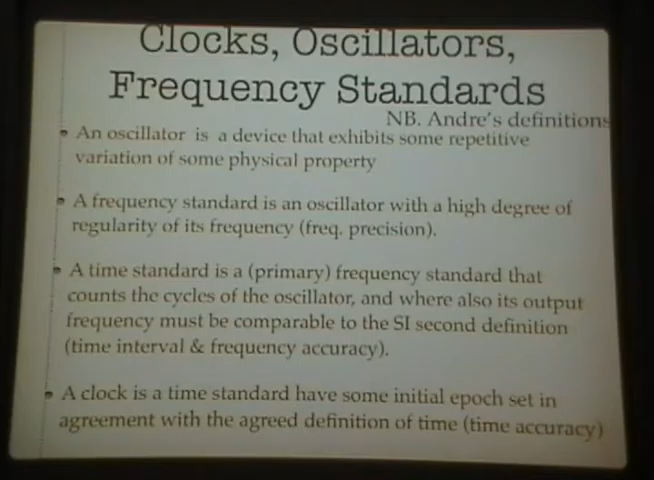 Clocks, Oscillators,
Frequency Standards
NB. Andre's definitions
• An oscillator is a device that exhibits some repetitive
variation of some physical property
• A frequency standard is an oscillator with a high degree of
regularity of its frequency (freq. precision).
• A time standard is a (primary) frequency standard that
counts the cycles of the oscillator, and where also its output
frequency must be comparable to the SI second definition
(time interval & frequency accuracy).
• A clock is a time standard have some initial epoch set in
agreement with the agreed definition of time (time accuracy)